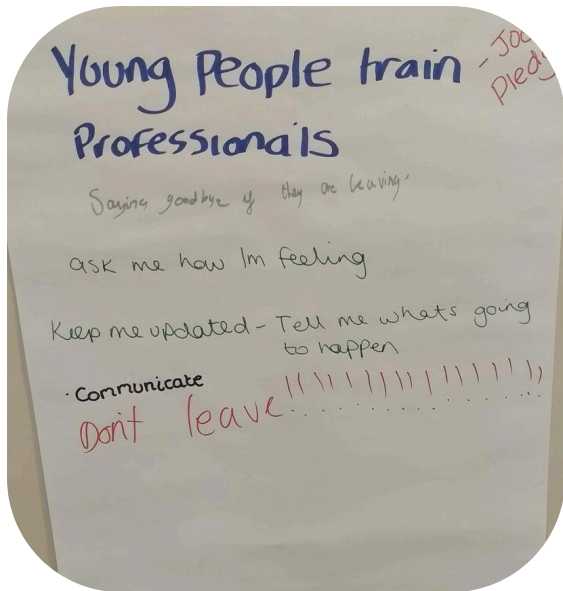 Young People train
Professionals
Saying goodbye if they are leaving.
ask me how Im feeling
Keep me updated - Tell me whats going
to happen
· Communicate
Don't leave!!!!!!!!!!!!!!!!!